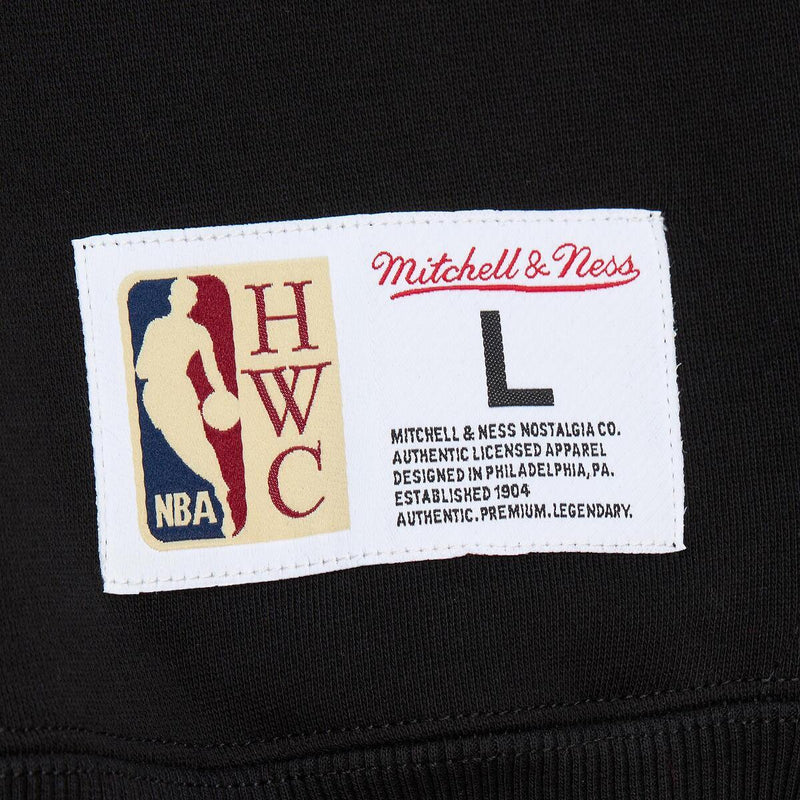 NBA
H
W
C
Mitchell & Ness
L
MITCHELL & NESS NOSTALGIA CO.
AUTHENTIC LICENSED APPAREL
DESIGNED IN PHILADELPHIA, PA.
ESTABLISHED 1904
AUTHENTIC. PREMIUM. LEGENDARY.